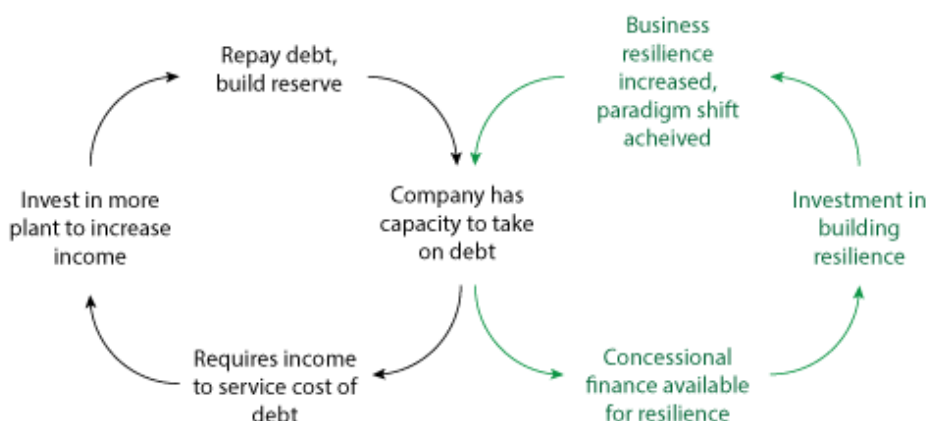 Repay debt,
build reserve
Business
resilience
increased,
paradigm shift
acheived
Invest in more
plant to increase
income
Company has
capacity to take
on debt
Investment in
building
resilience
Requires income
to service cost of
debt
Concessional
finance available
for resilience